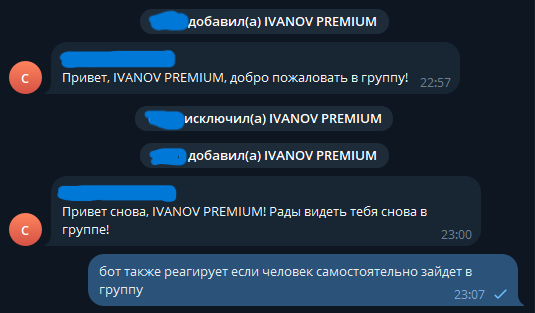 добавил(а) IVANOV PREMIUM
С
Привет, IVANOV PREMIUM, добро пожаловать в группу!
22:57
исключил(а) IVANOV PREMIUM
добавил(а) IVANOV PREMIUM
С
Привет снова, IVANOV PREMIUM! Рады видеть тебя снова в
группе!
23:00
бот также реагирует если человек самостоятельно зайдет в
группу
23:07